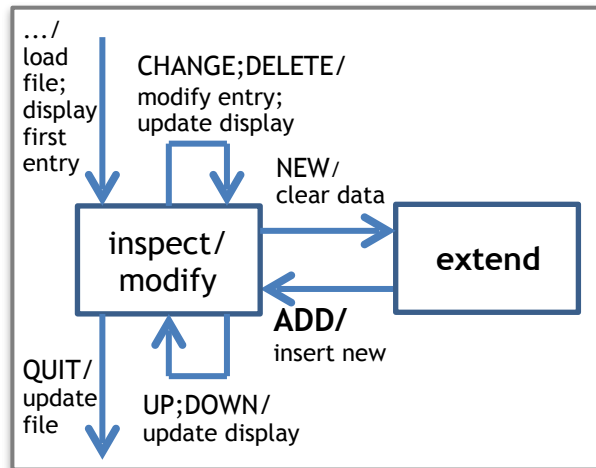 .../
load
file;
display
first
entry
CHANGE;DELETE/
modify entry;
update display
NEW/
clear data
inspect/
modify
extend
ADD/
insert new
QUIT/
update
file
UP;DOWN/
update display